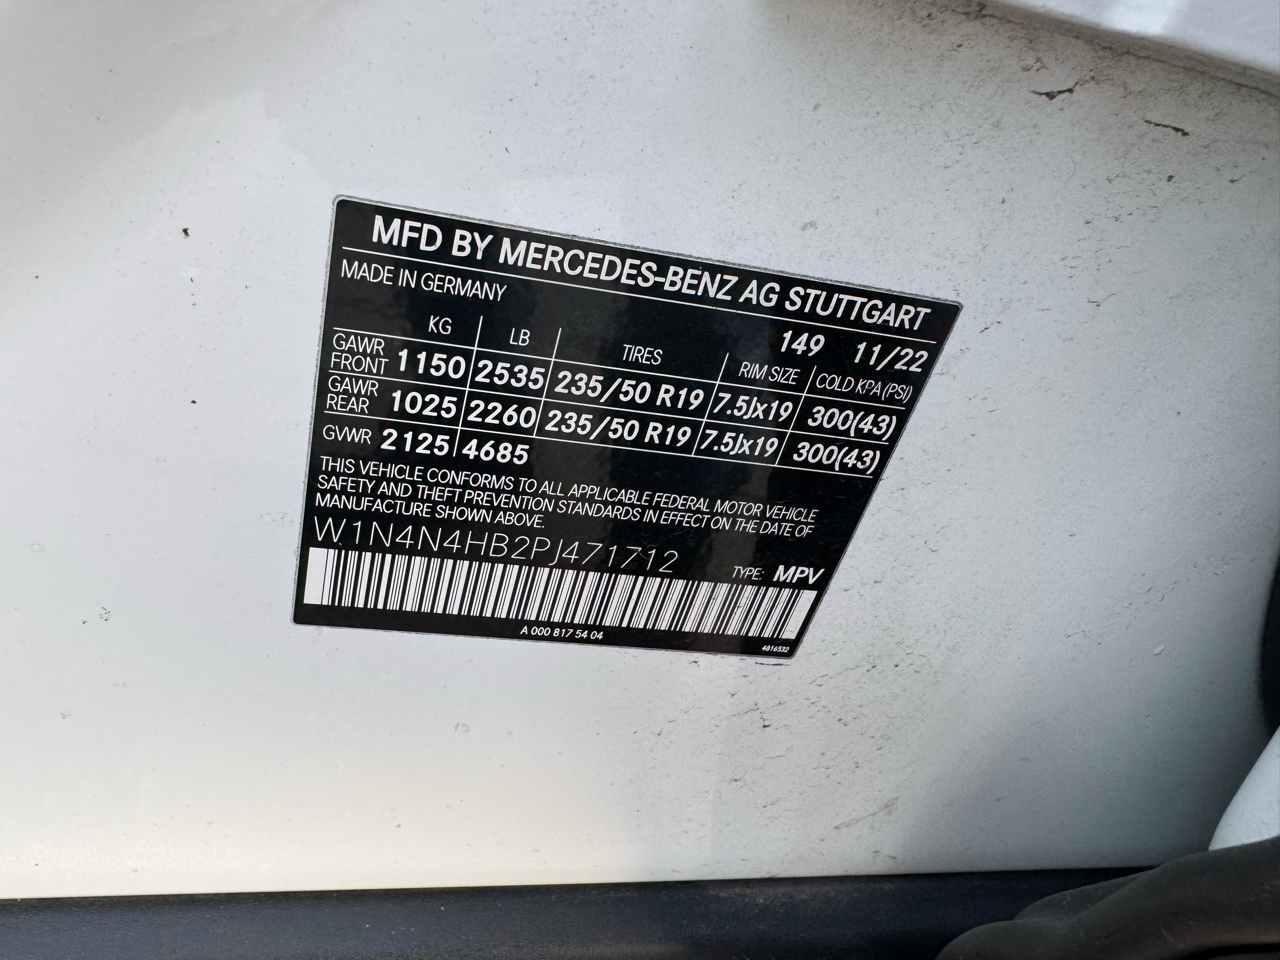 MFD BY MERCEDES-BENZ AG STUTTGART
MADE IN GERMANY
149 11/22
KG LB TIRES RIM SIZE COLD KPA (PSI)
GAWR FRONT 1150 2535 235/50 R19 7.5Jx19 300(43)
GAWR REAR 1025 2260 235/50 R19 7.5Jx19 300(43)
GVWR 2125 4685
THIS VEHICLE CONFORMS TO ALL APPLICABLE FEDERAL MOTOR VEHICLE
SAFETY AND THEFT PREVENTION STANDARDS IN EFFECT ON THE DATE OF
MANUFACTURE SHOWN ABOVE.
W1N4N4HB2PJ471712
TYPE: MPV
A 000 817 54 04
4816532